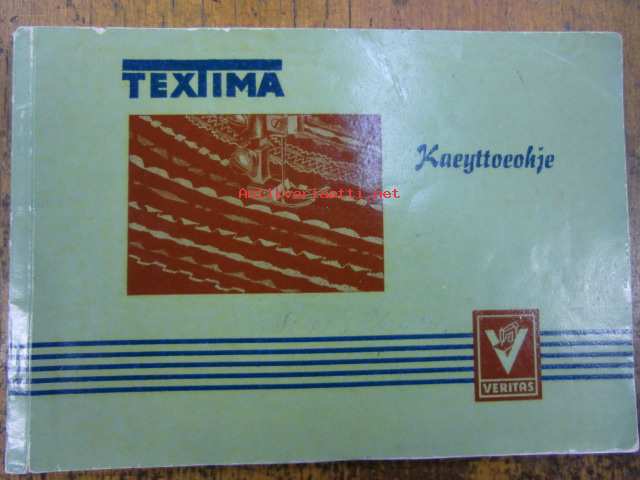 TEXTIMA
Kaeyttoeohje
Antikvariaatti.net
VERITAS